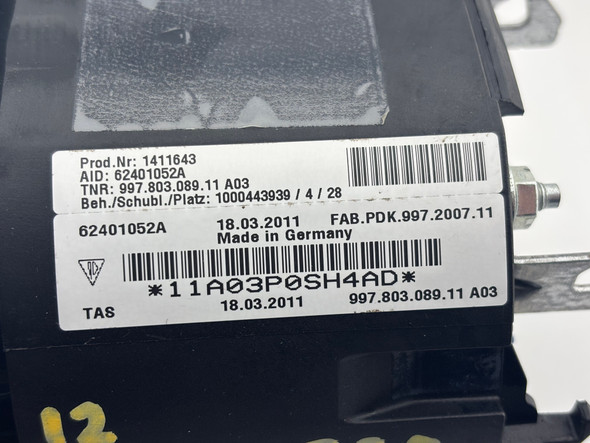 Prod.Nr: 1411643
AID: 62401052A
TNR: 997.803.089.11 A03
Beh./Schubl./Platz: 1000443939 / 4 / 28
62401052A 18.03.2011 FAB.PDK.997.2007.11
Made in Germany
*11A03P0SH4AD*
TAS 18.03.2011 997.803.089.11 A03
12